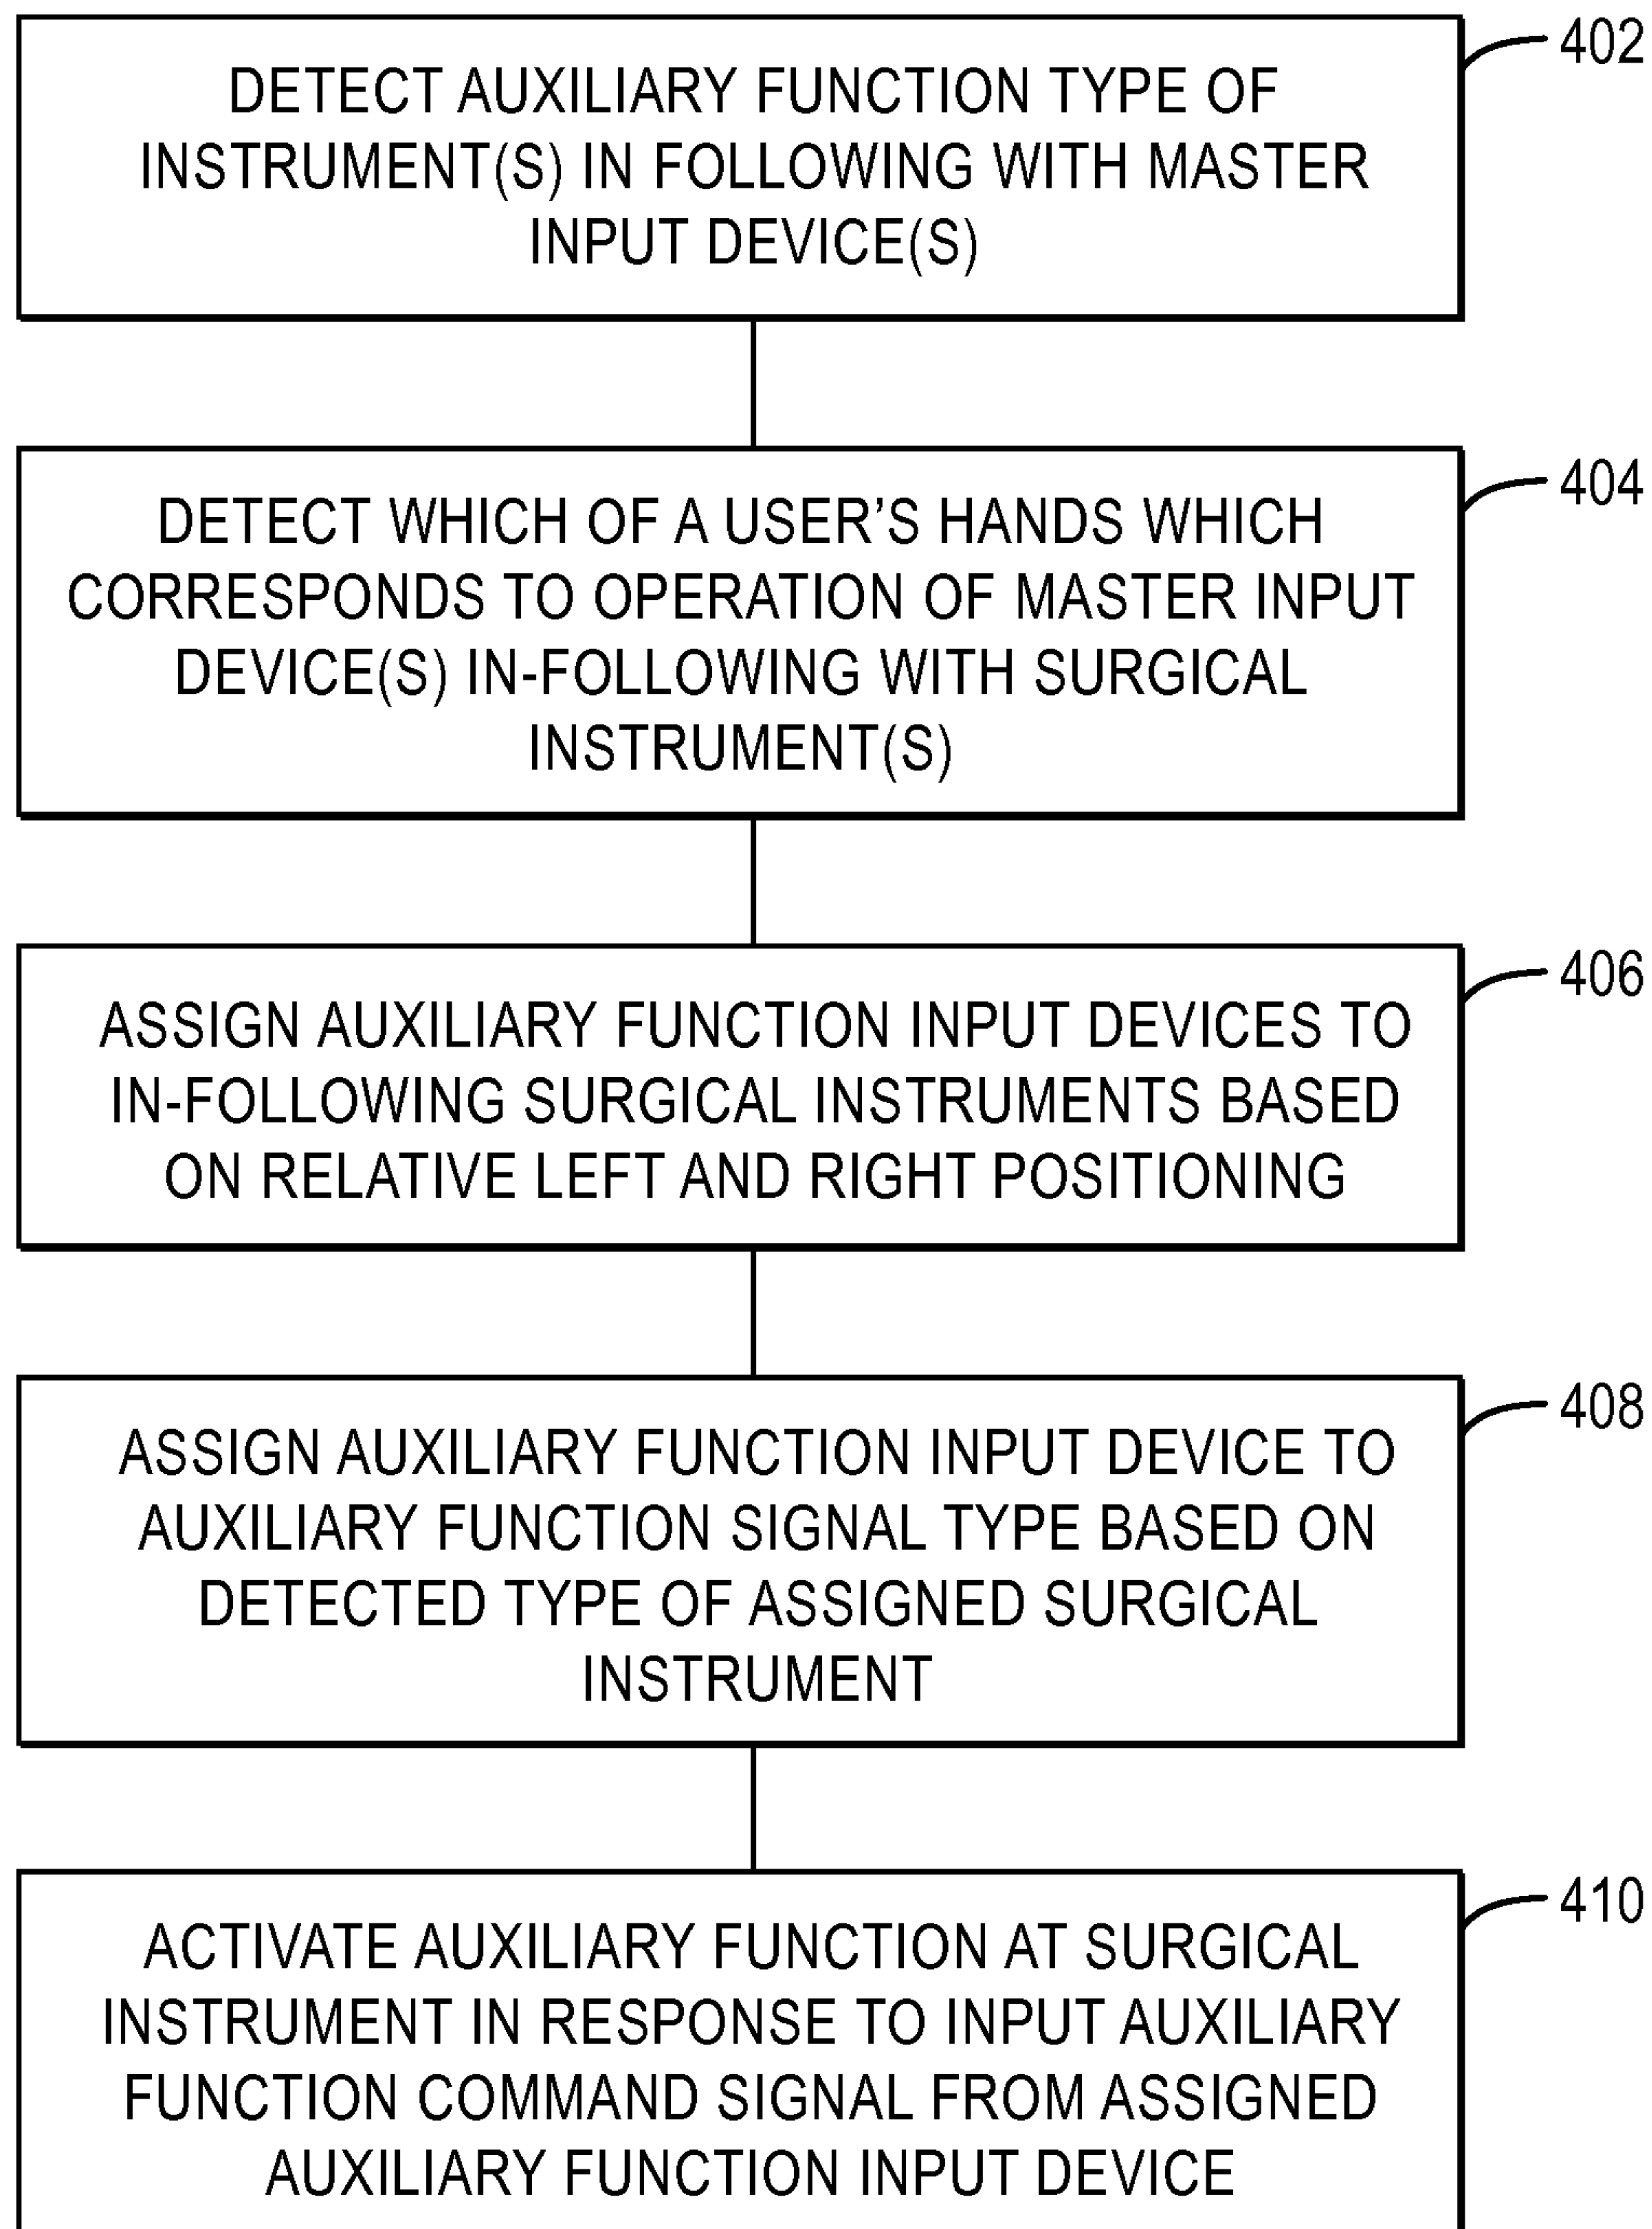 402
DETECT AUXILIARY FUNCTION TYPE OF
INSTRUMENT(S) IN FOLLOWING WITH MASTER
INPUT DEVICE(S)
404
DETECT WHICH OF A USER’S HANDS WHICH
CORRESPONDS TO OPERATION OF MASTER INPUT
DEVICE(S) IN-FOLLOWING WITH SURGICAL
INSTRUMENT(S)
406
ASSIGN AUXILIARY FUNCTION INPUT DEVICES TO
IN-FOLLOWING SURGICAL INSTRUMENTS BASED
ON RELATIVE LEFT AND RIGHT POSITIONING
408
ASSIGN AUXILIARY FUNCTION INPUT DEVICE TO
AUXILIARY FUNCTION SIGNAL TYPE BASED ON
DETECTED TYPE OF ASSIGNED SURGICAL
INSTRUMENT
410
ACTIVATE AUXILIARY FUNCTION AT SURGICAL
INSTRUMENT IN RESPONSE TO INPUT AUXILIARY
FUNCTION COMMAND SIGNAL FROM ASSIGNED
AUXILIARY FUNCTION INPUT DEVICE